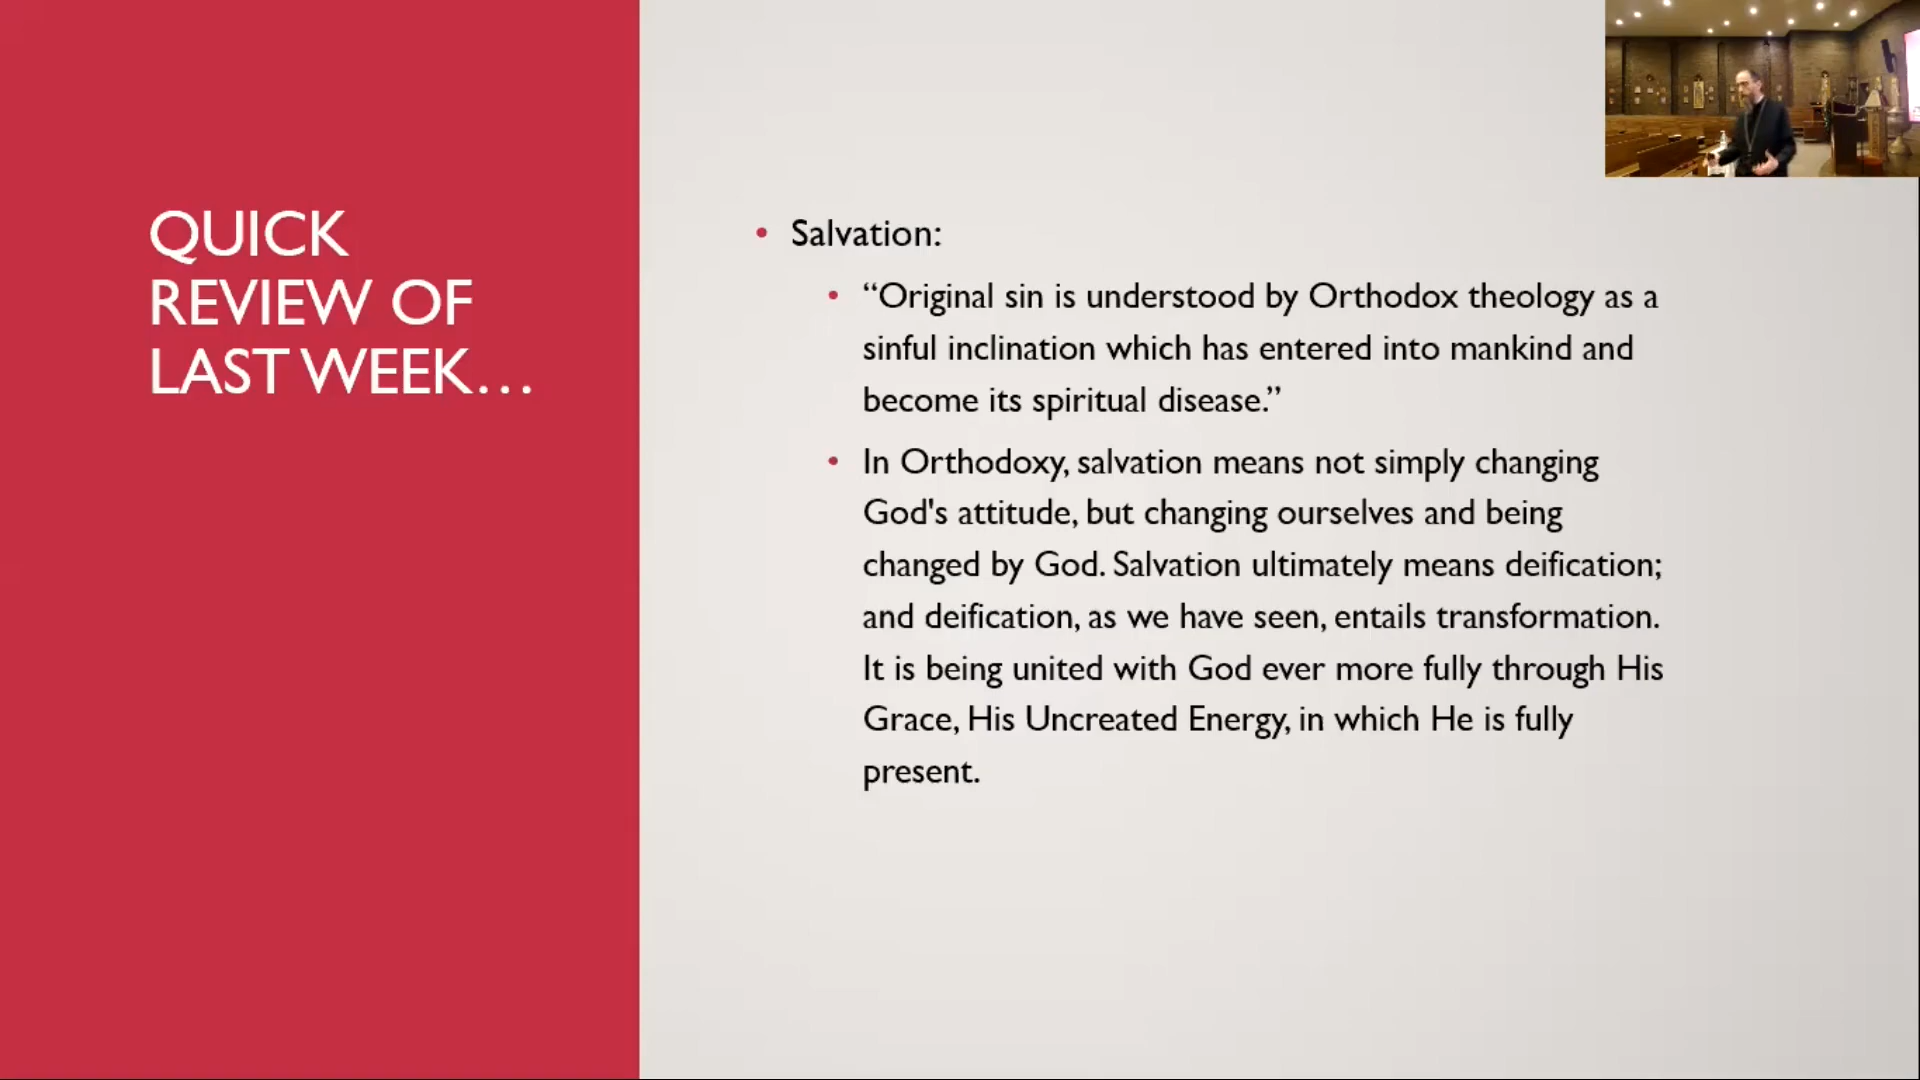 QUICK
REVIEW OF
LAST WEEK…
• Salvation:
• “Original sin is understood by Orthodox theology as a
sinful inclination which has entered into mankind and
become its spiritual disease.”
• In Orthodoxy, salvation means not simply changing
God's attitude, but changing ourselves and being
changed by God. Salvation ultimately means deification;
and deification, as we have seen, entails transformation.
It is being united with God ever more fully through His
Grace, His Uncreated Energy, in which He is fully
present.